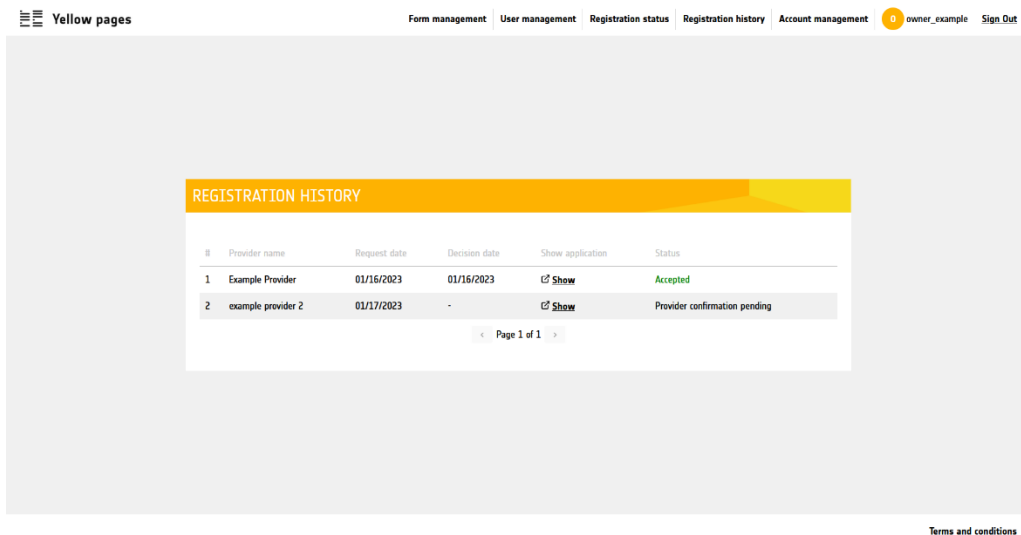 Yellow pages Form management User management Registration status Registration history Account management 0 owner_example Sign Out
REGISTRATION HISTORY
# Provider name Request date Decision date Show application Status
1 Example Provider 01/16/2023 01/16/2023 Show Accepted
2 example provider 2 01/17/2023 - Show Provider confirmation pending
‹ Page 1 of 1 ›
Terms and conditions